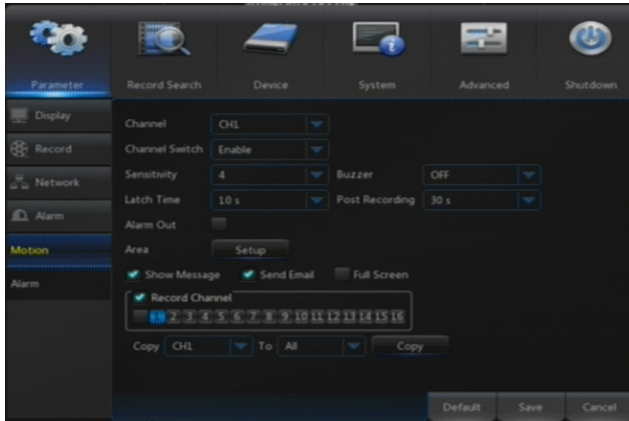 Parameter Record Search Device System Advanced Shutdown
Display
Record
Network
Alarm
Motion
Alarm
Channel CH1
Channel Switch Enable
Sensitivity 4 Buzzer OFF
Latch Time 10 s Post Recording 30 s
Alarm Out
Area Setup
Show Message Send Email Full Screen
Record Channel
1 2 3 4 5 6 7 8 9 10 11 12 13 14 15 16
Copy CH1 To All Copy
Default Save Cancel